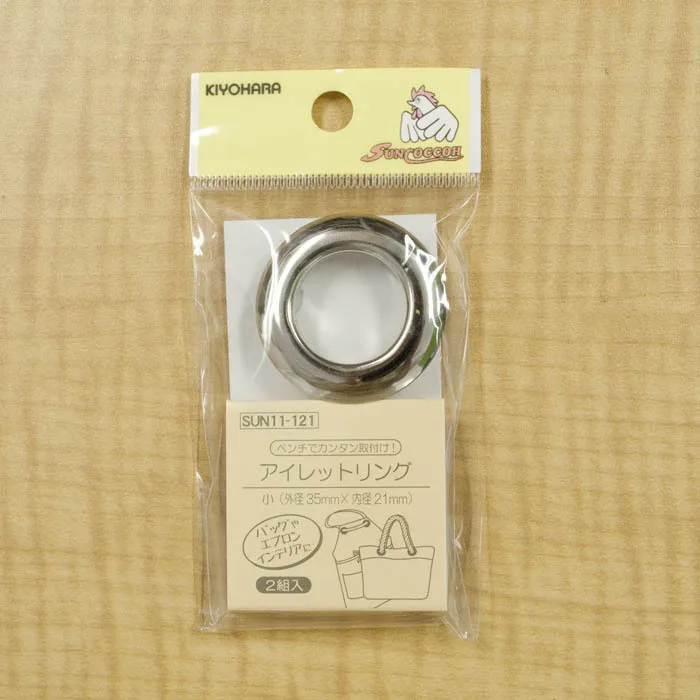 KIYOHARA
SUNCOCCOH
SUN11-121
ペンチでカンタン取付け!
アイレットリング
小(外径35mm×内径21mm)
バッグや
エプロン
インテリアに
2組入